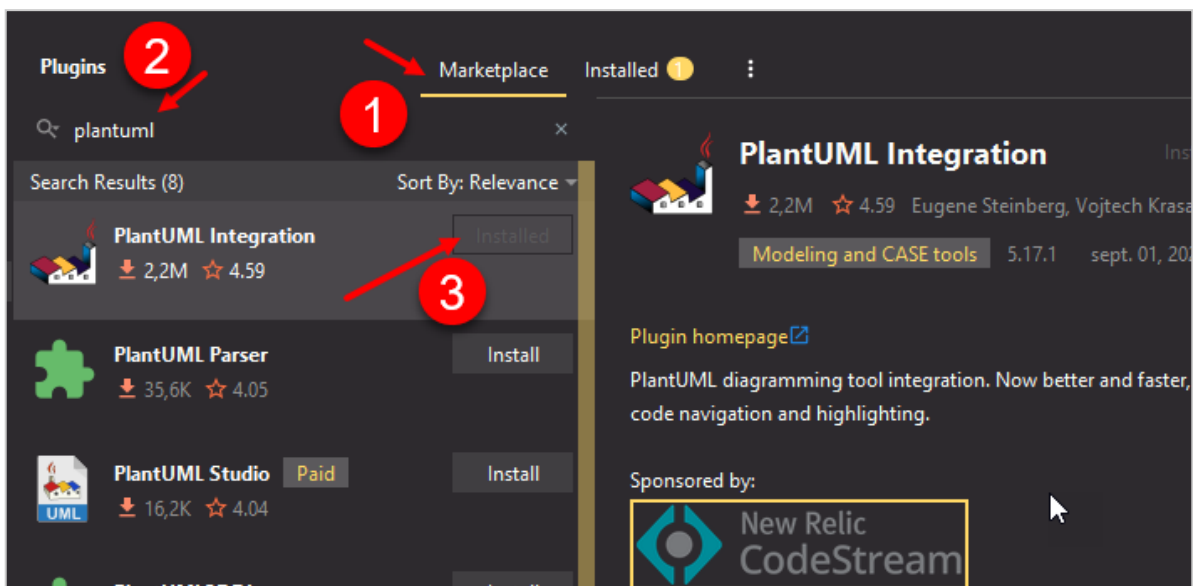 Plugins
2
Marketplace
Installed 1
1
plantuml
Search Results (8)
Sort By: Relevance
PlantUML Integration
Installed
2,2M 4.59
3
PlantUML Parser
Install
35,6K 4.05
PlantUML Studio Paid
Install
UML
16,2K 4.04
PlantUML Integration
2,2M 4.59 Eugene Steinberg, Vojtech Krasa
Modeling and CASE tools 5.17.1 sept. 01,
Plugin homepage
PlantUML diagramming tool integration. Now better and faster,
code navigation and highlighting.
Sponsored by:
New Relic
CodeStream